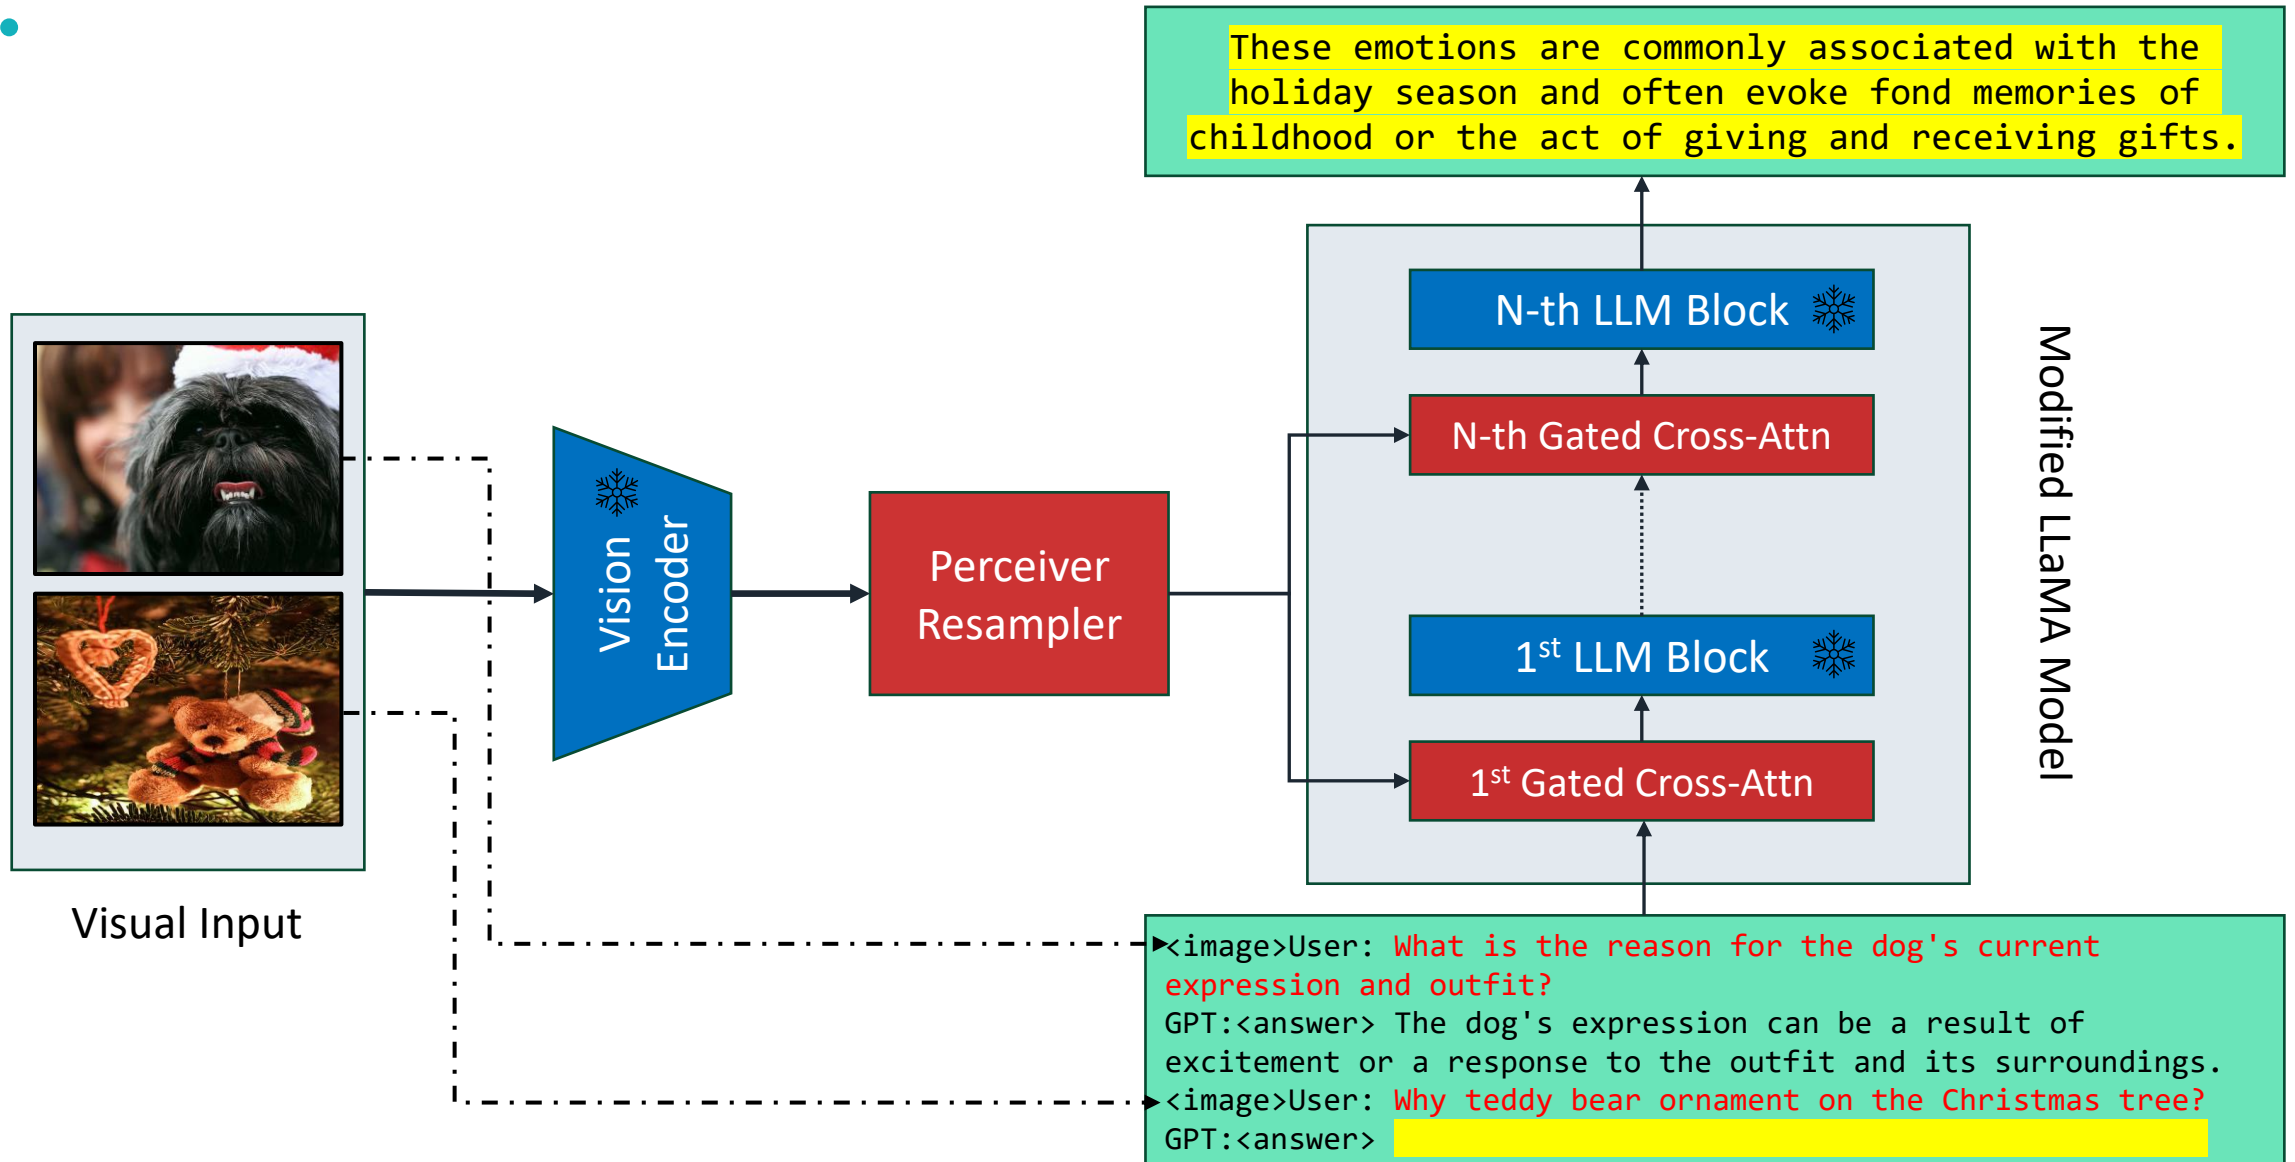 These emotions are commonly associated with the
holiday season and often evoke fond memories of
childhood or the act of giving and receiving gifts.
N-th LLM Block
N-th Gated Cross-Attn
1st LLM Block
1st Gated Cross-Attn
Modified LLaMA Model
Vision
Encoder
Perceiver
Resampler
Visual Input
<image>User: What is the reason for the dog's current
expression and outfit?
GPT:<answer> The dog's expression can be a result of
excitement or a response to the outfit and its surroundings.
<image>User: Why teddy bear ornament on the Christmas tree?
GPT:<answer>